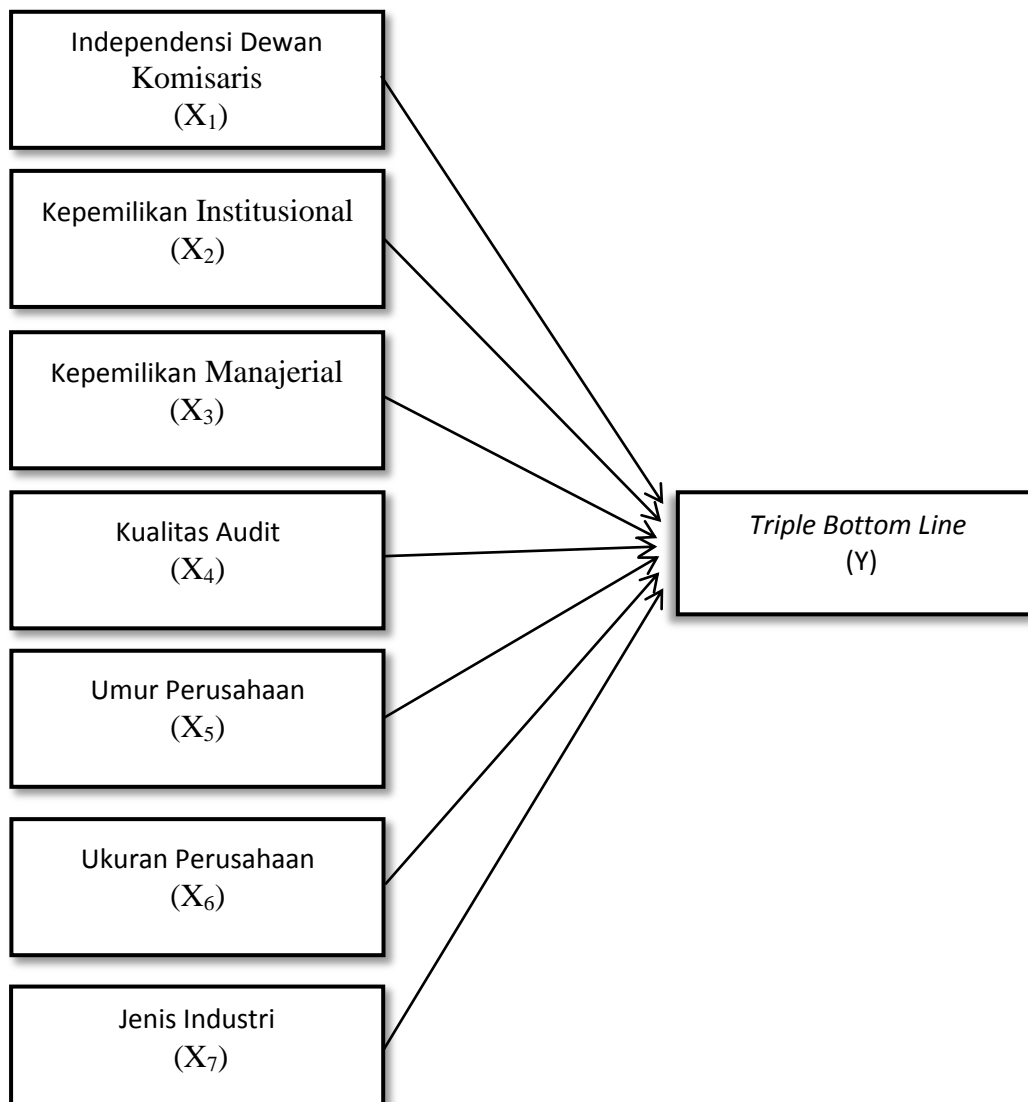 Independensi Dewan
Komisaris
(X₁)
Kepemilikan Institusional
(X₂)
Kepemilikan Manajerial
(X₃)
Kualitas Audit
(X₄)
Umur Perusahaan
(X₅)
Ukuran Perusahaan
(X₆)
Jenis Industri
(X₇)
Triple Bottom Line
(Y)